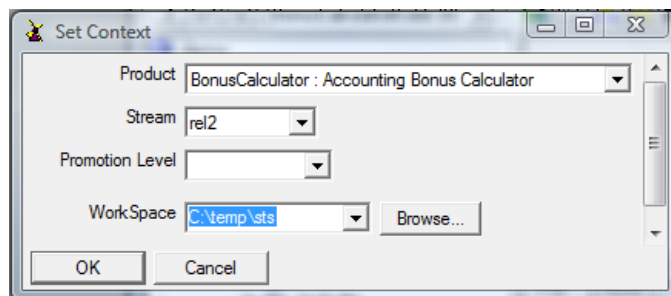 Set Context
Product BonusCalculator : Accounting Bonus Calculator
Stream rel2
Promotion Level
WorkSpace C:\temp\sts Browse...
OK Cancel